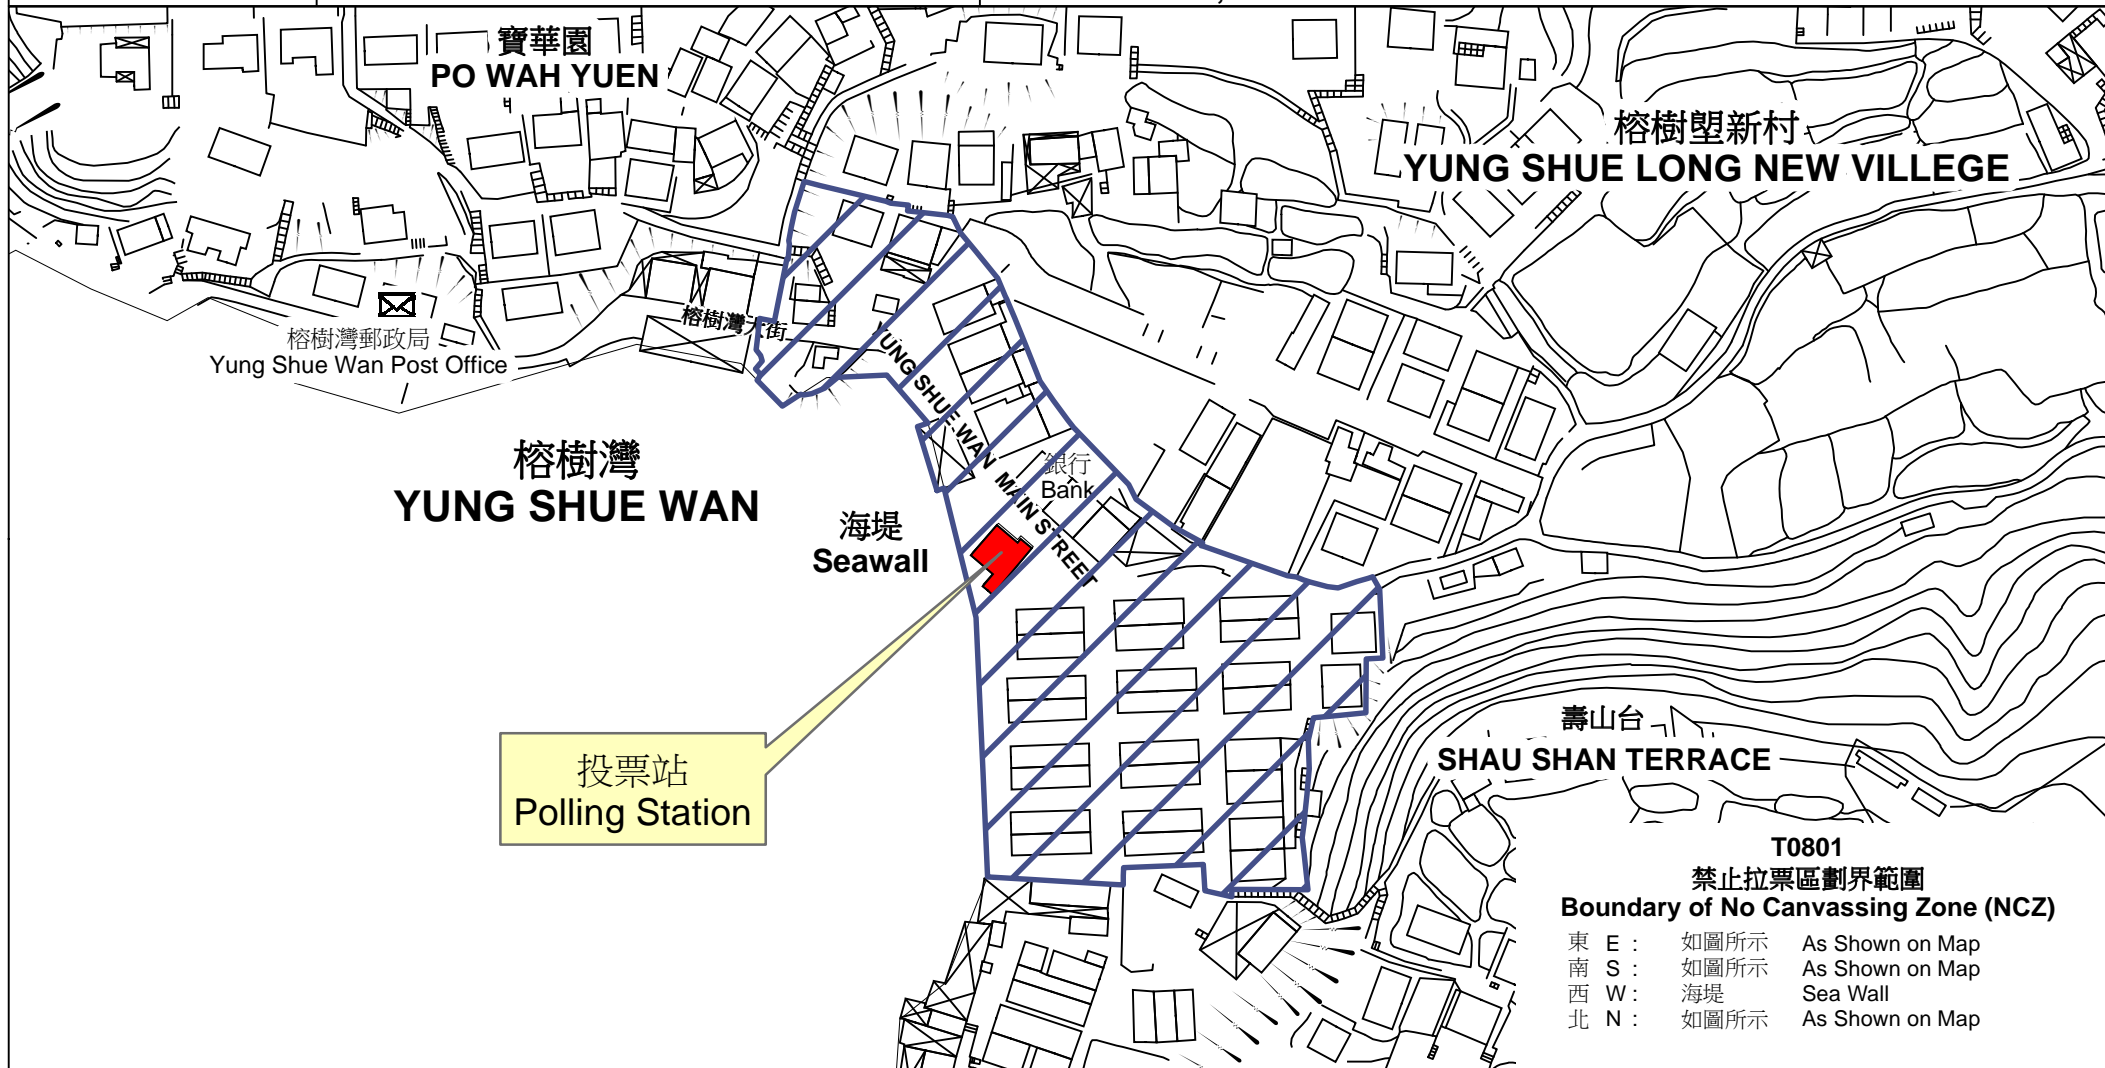 寶華園
PO WAH YUEN
榕樹塱新村
YUNG SHUE LONG NEW VILLEGE
榕樹灣郵政局
Yung Shue Wan Post Office
榕樹灣大街
YUNG SHUE WAN MAIN STREET
榕樹灣
YUNG SHUE WAN
銀行
Bank
海堤
Seawall
投票站
Polling Station
壽山台
SHAU SHAN TERRACE
T0801
禁止拉票區劃界範圍
Boundary of No Canvassing Zone (NCZ)
東 E : 如圖所示 As Shown on Map
南 S : 如圖所示 As Shown on Map
西 W : 海堤 Sea Wall
北 N : 如圖所示 As Shown on Map